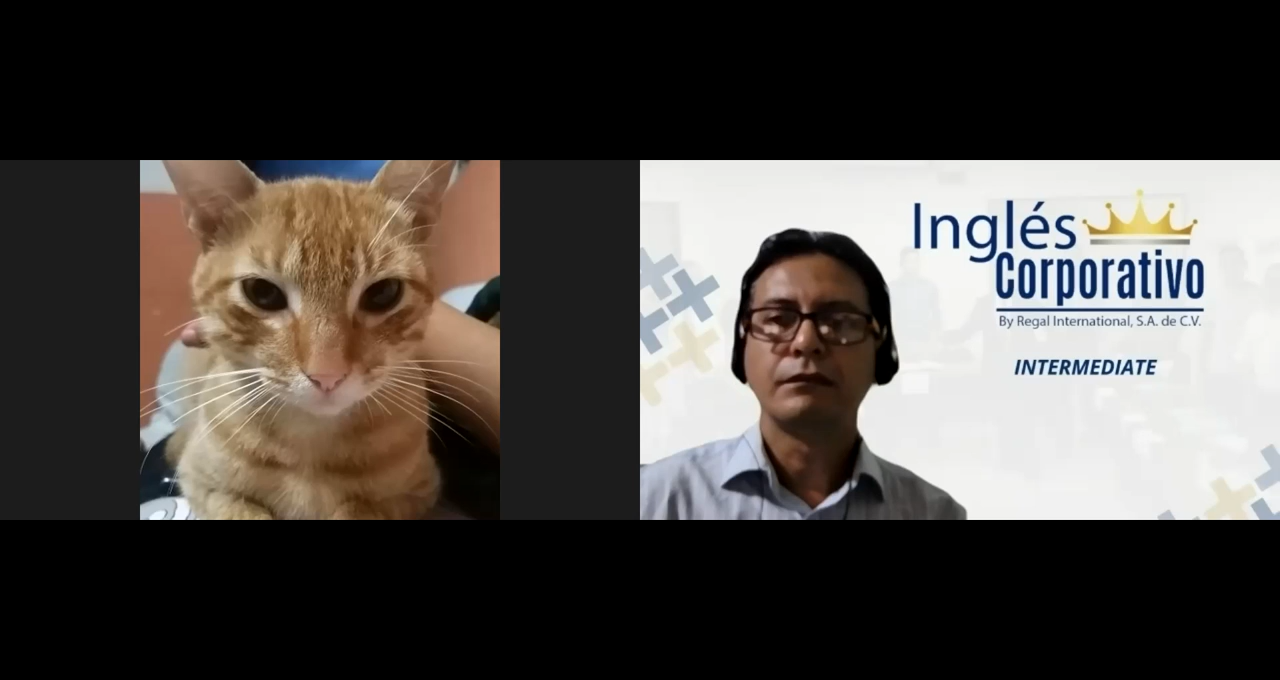 Inglés
Corporativo
By Regal International, S.A. de C.V.
INTERMEDIATE